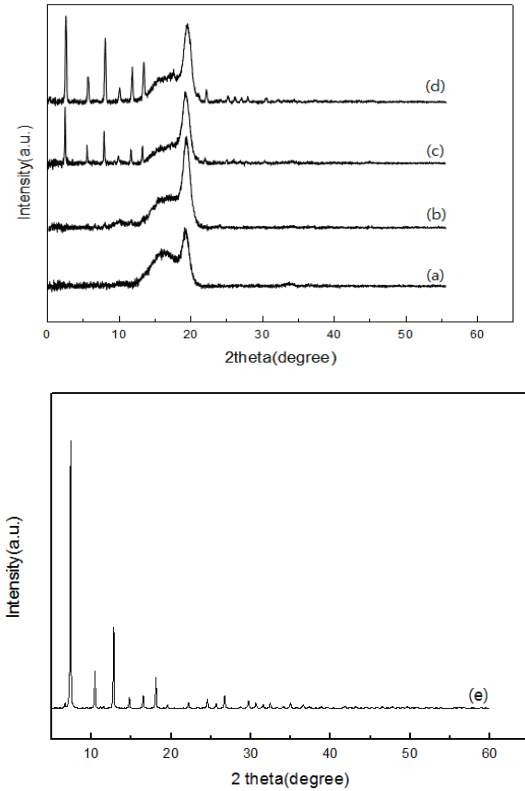 Intensity(a.u.)
(d)
(c)
(b)
(a)
0 10 20 30 40 50 60
2theta(degree)
Intensity(a.u.)
(e)
10 20 30 40 50 60
2 theta(degree)